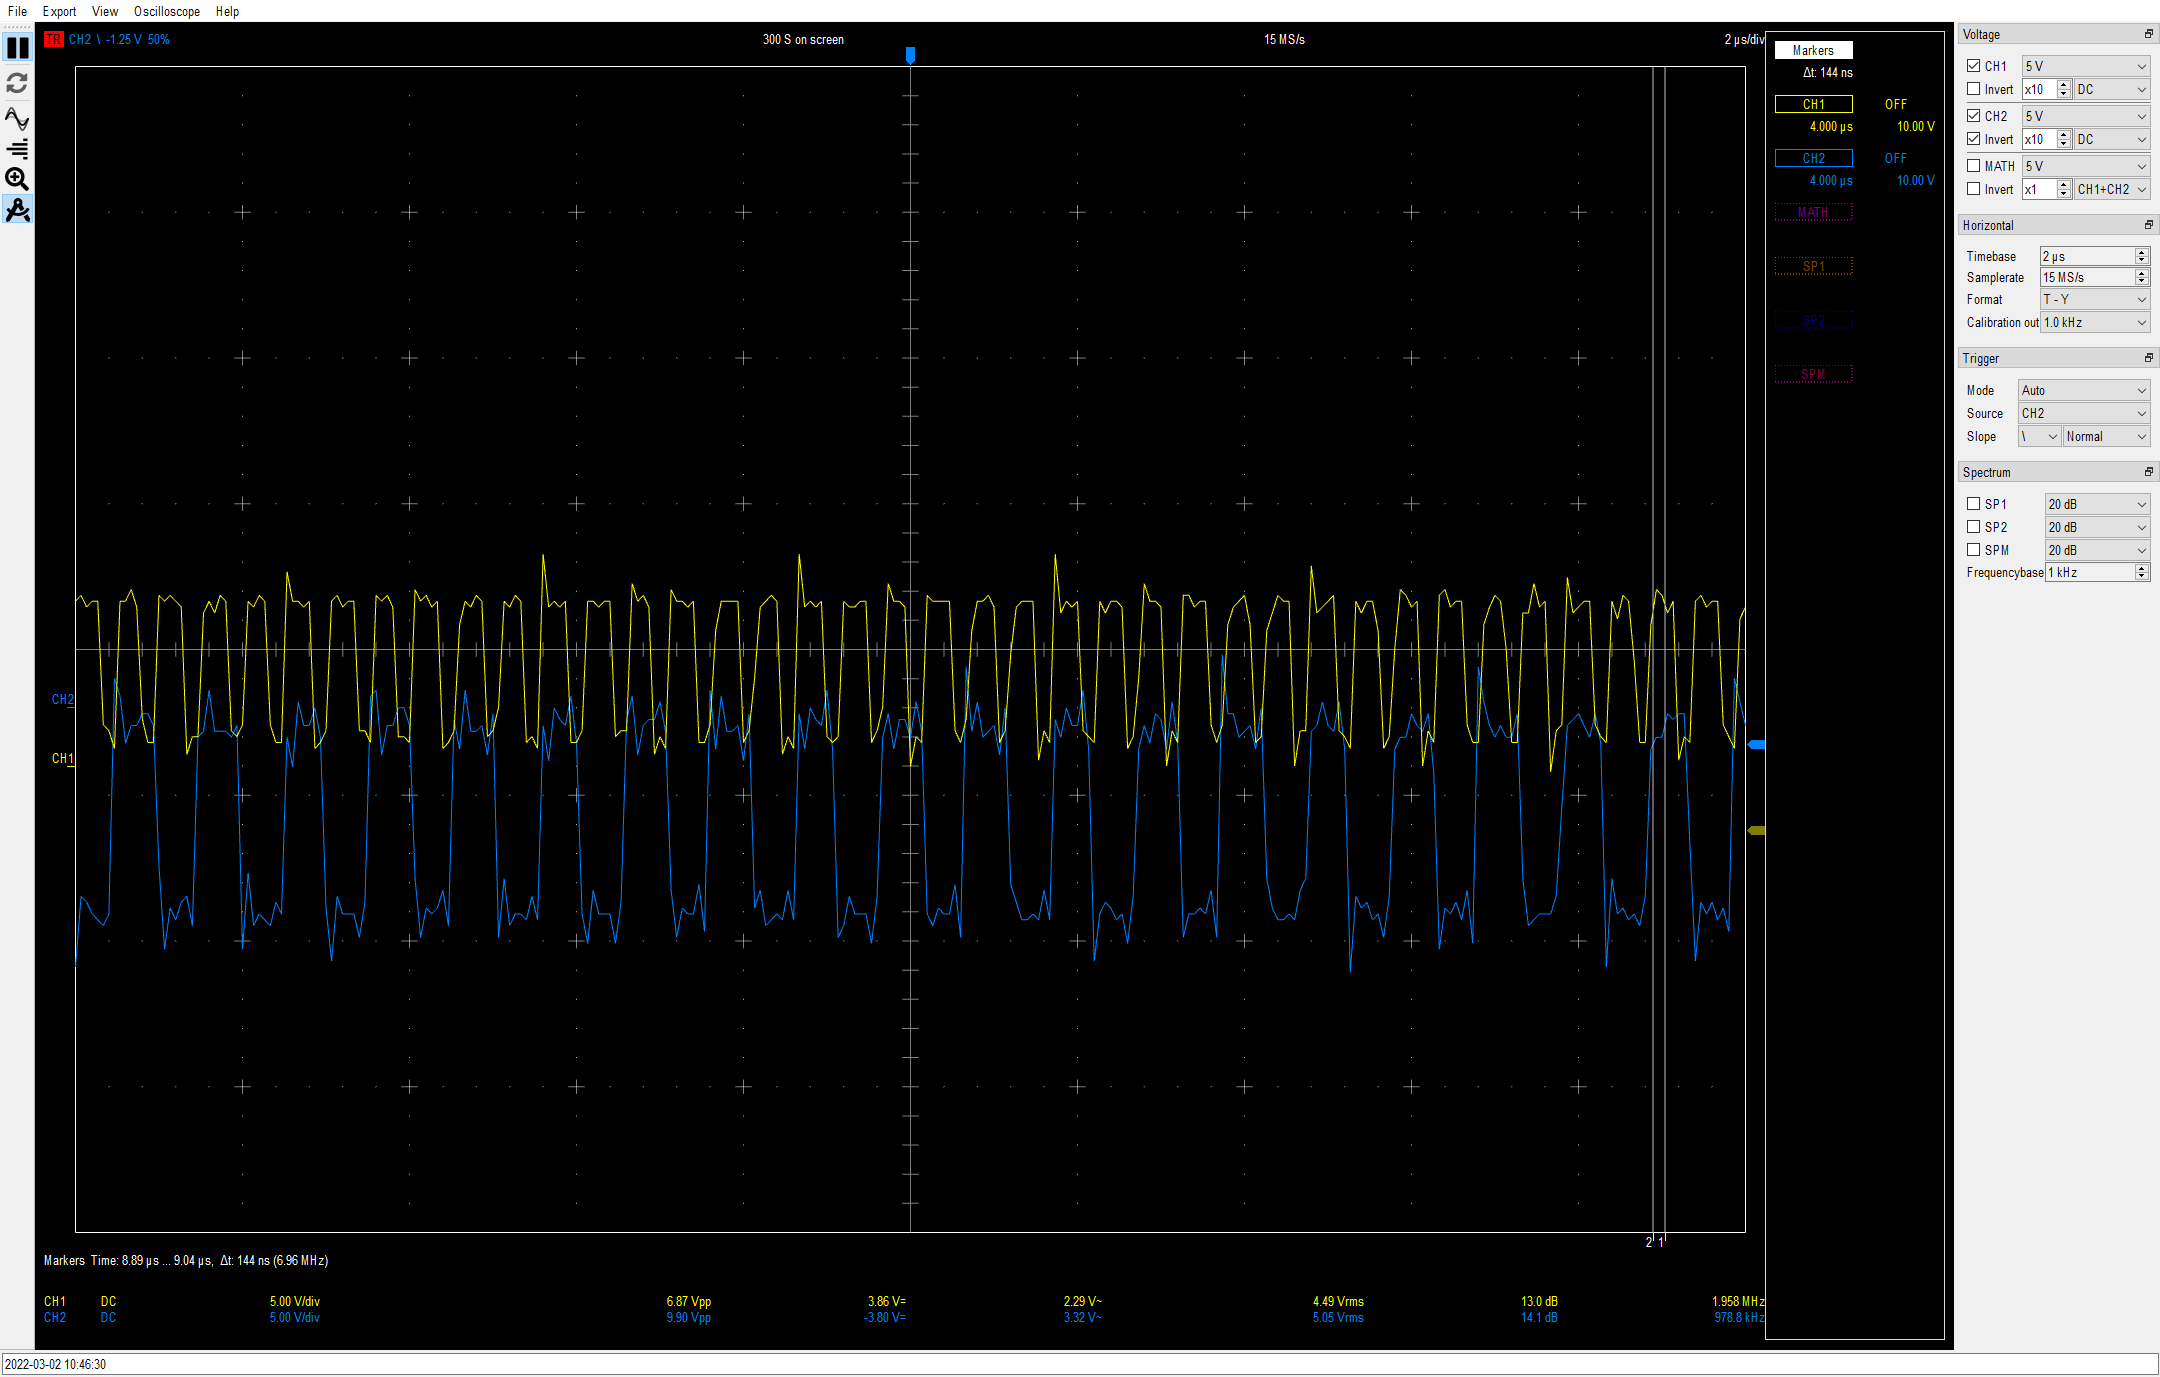 File Export View Oscilloscope Help
TR CH2 \ -1.25 V 50% 300 S on screen 15 MS/s 2 µs/div
Markers
Δt: 144 ns
CH1 OFF
4.000 µs 10.00 V
CH2 OFF
4.000 µs 10.00 V
MATH
SP1
SP2
SPM
CH2
CH1
2 1
Markers Time: 8.89 µs ... 9.04 µs, Δt: 144 ns (6.96 MHz)
CH1 DC 5.00 V/div 6.87 Vpp 3.86 V= 2.29 V~ 4.49 Vrms 13.0 dB 1.958 MHz
CH2 DC 5.00 V/div 9.90 Vpp -3.80 V= 3.32 V~ 5.05 Vrms 14.1 dB 978.8 kHz
Voltage
CH1 5 V
Invert x10 DC
CH2 5 V
Invert x10 DC
MATH 5 V
Invert x1 CH1+CH2
Horizontal
Timebase 2 µs
Samplerate 15 MS/s
Format T - Y
Calibration out 1.0 kHz
Trigger
Mode Auto
Source CH2
Slope \ Normal
Spectrum
SP1 20 dB
SP2 20 dB
SPM 20 dB
Frequencybase 1 kHz
2022-03-02 10:46:30